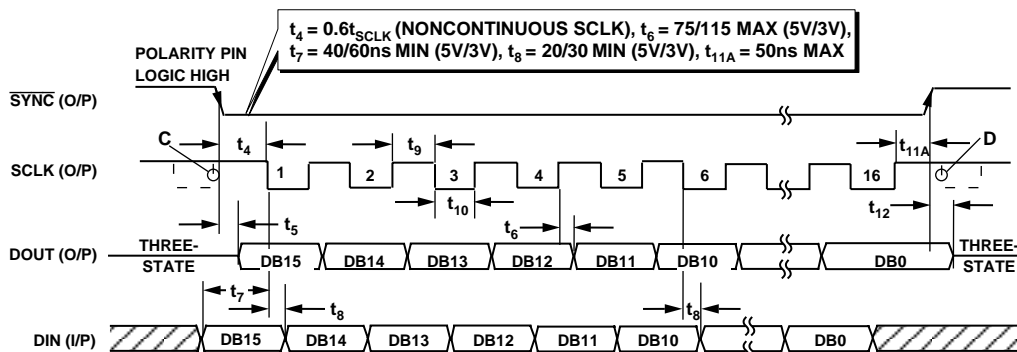 t4 = 0.6tSCLK (NONCONTINUOUS SCLK), t6 = 75/115 MAX (5V/3V),
t7 = 40/60ns MIN (5V/3V), t8 = 20/30 MIN (5V/3V), t11A = 50ns MAX
POLARITY PIN
LOGIC HIGH
SYNC (O/P)
C t4 t9 t11A D
SCLK (O/P) 1 2 3 4 5 6 16
t10 t12
t5 t6
DOUT (O/P) THREE-STATE DB15 DB14 DB13 DB12 DB11 DB10 DB0 THREE-STATE
t7 t8 t8
DIN (I/P) DB15 DB14 DB13 DB12 DB11 DB10 DB0